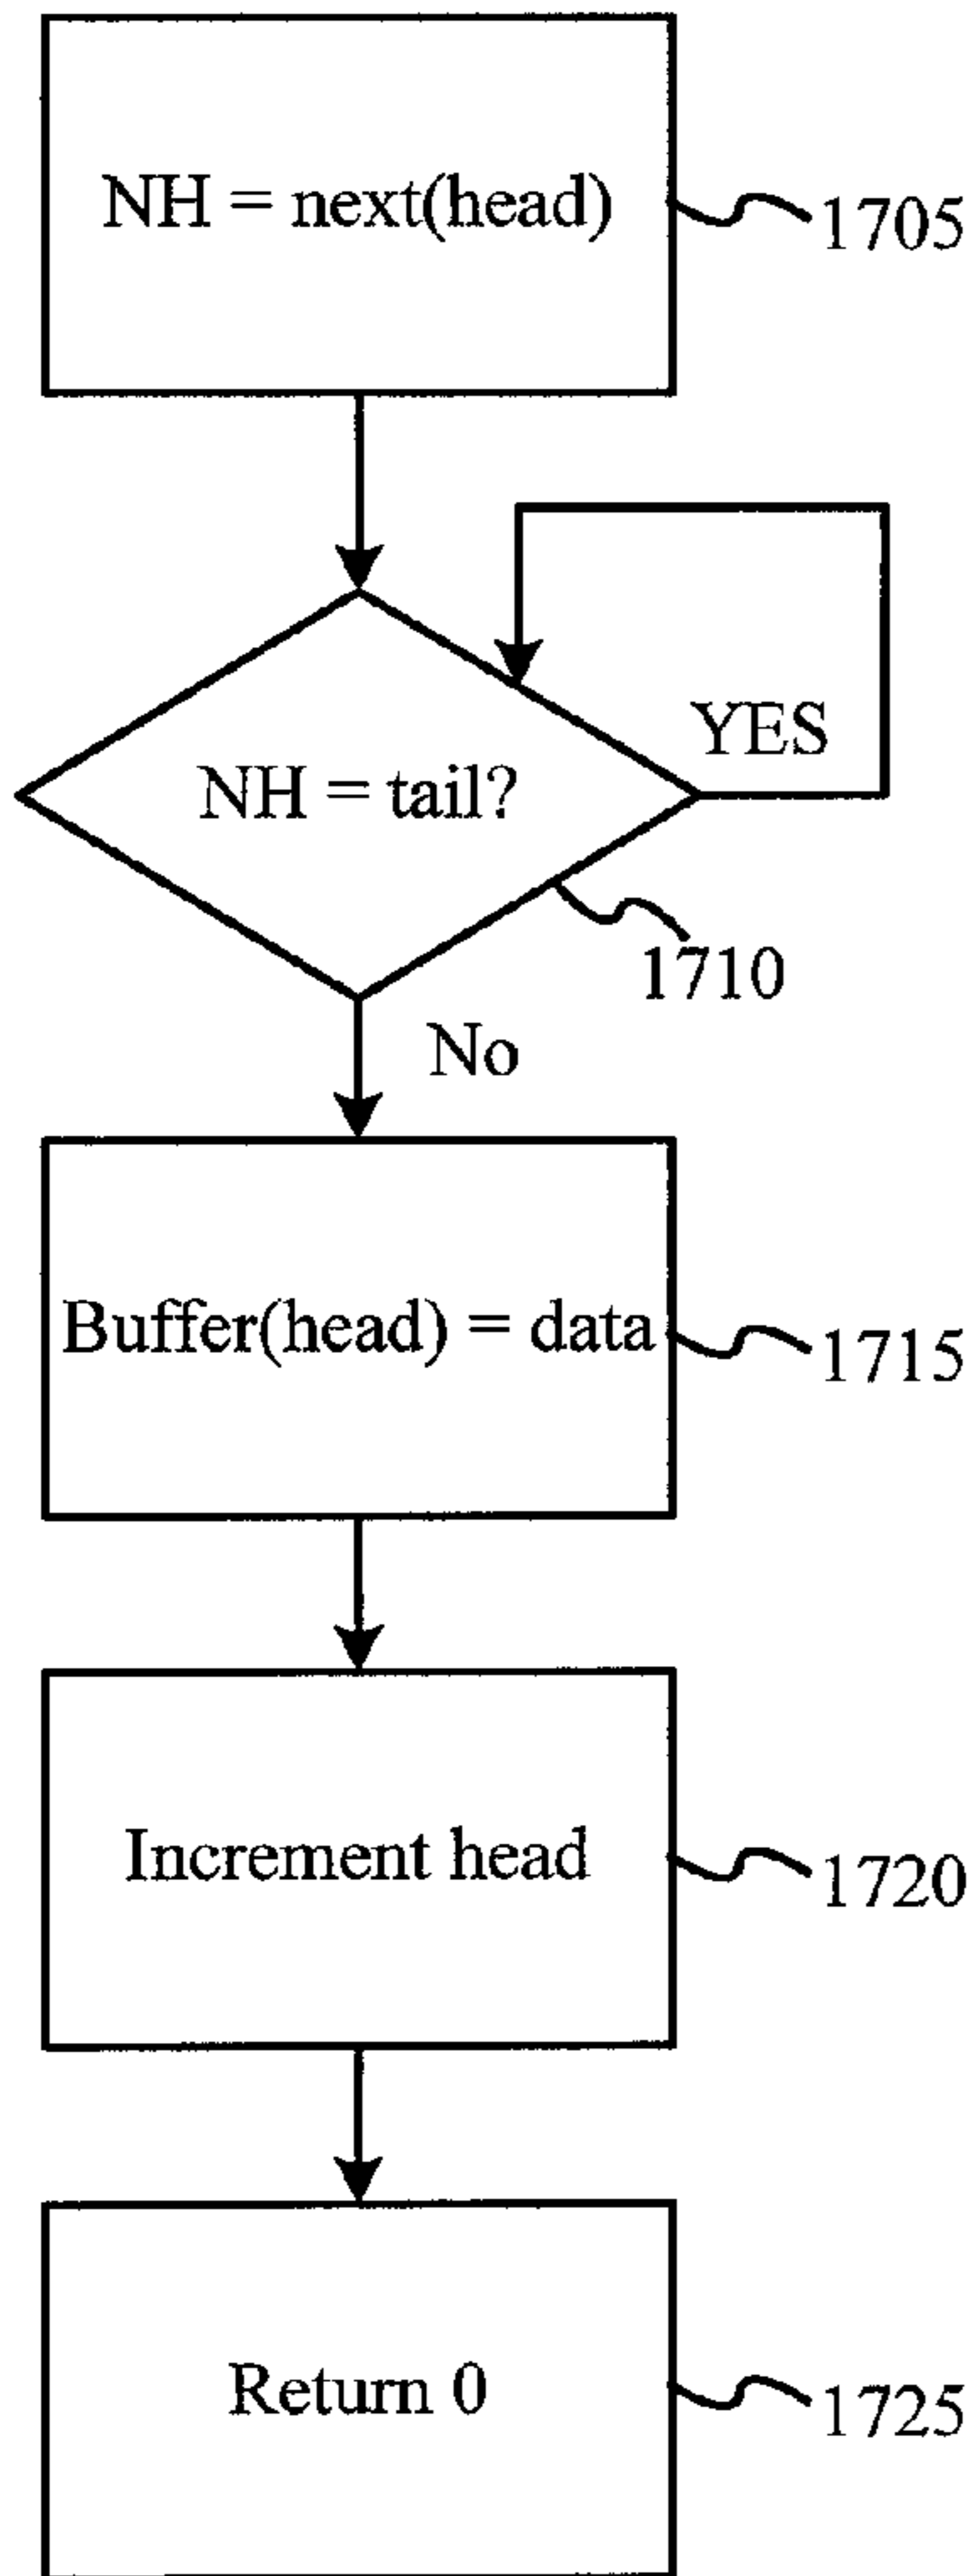 NH = next(head)
1705
YES
NH = tail?
1710
No
Buffer(head) = data
1715
Increment head
1720
Return 0
1725